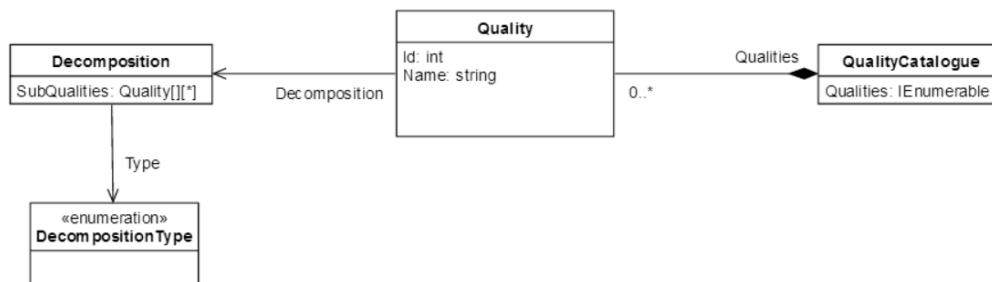 Quality
Id: int
Name: string
Decomposition
SubQualities: Quality[][*]
Decomposition
Qualities
0..*
QualityCatalogue
Qualities: IEnumerable
Type
«enumeration»
DecompositionType